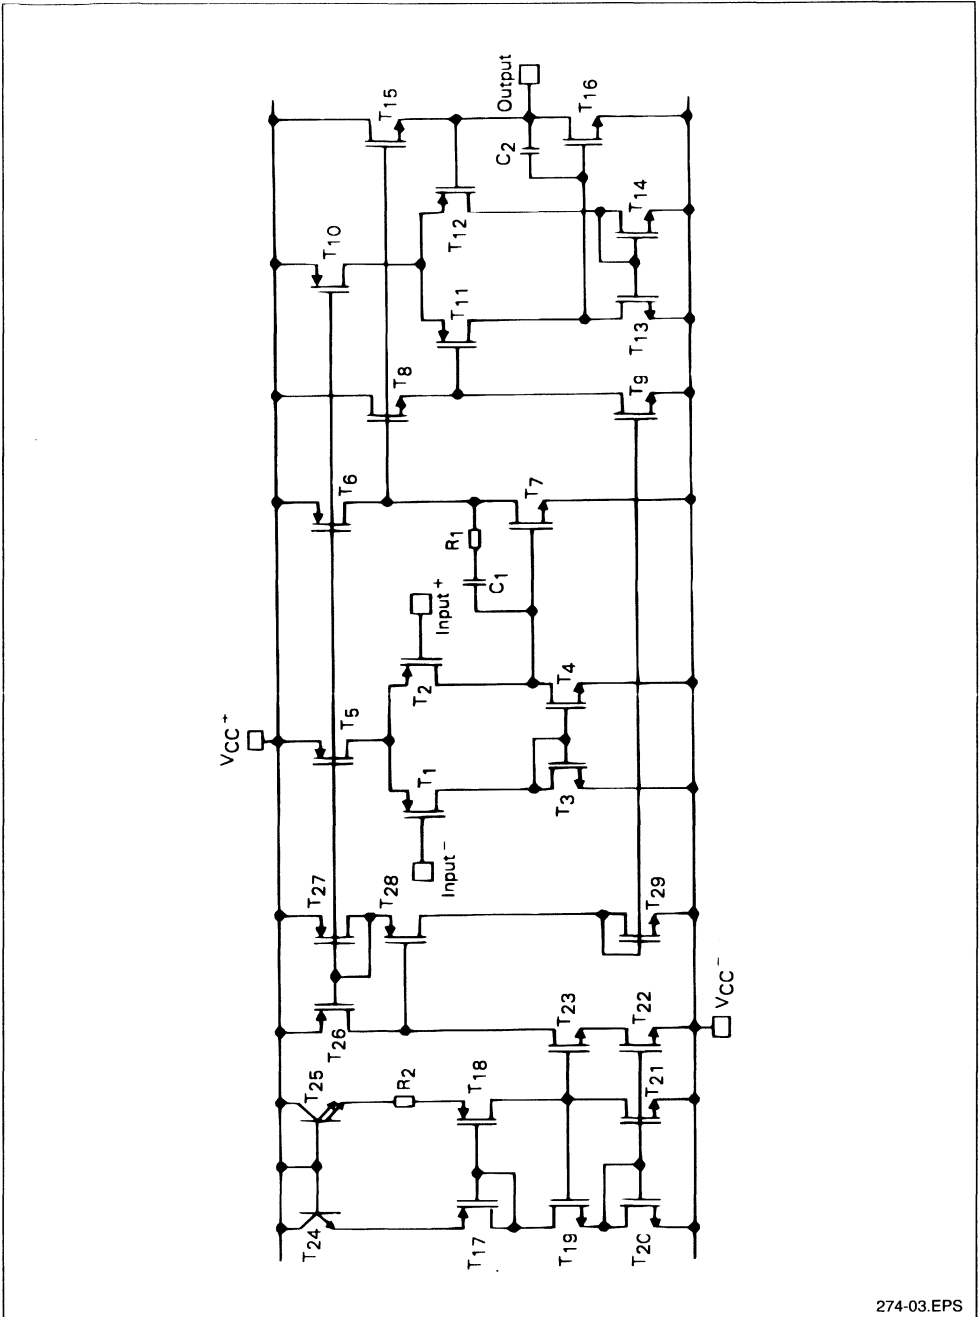 T24
T25
R2
T17
T18
T19
T2C
T21
T22
T23
T26
T27
T28
T29
VCC-
VCC+
T5
Input-
T1
T2
Input+
T3
T4
C1
R1
T6
T7
T8
T9
T10
T11
T12
T13
T14
T15
C2
Output
T16
274-03.EPS